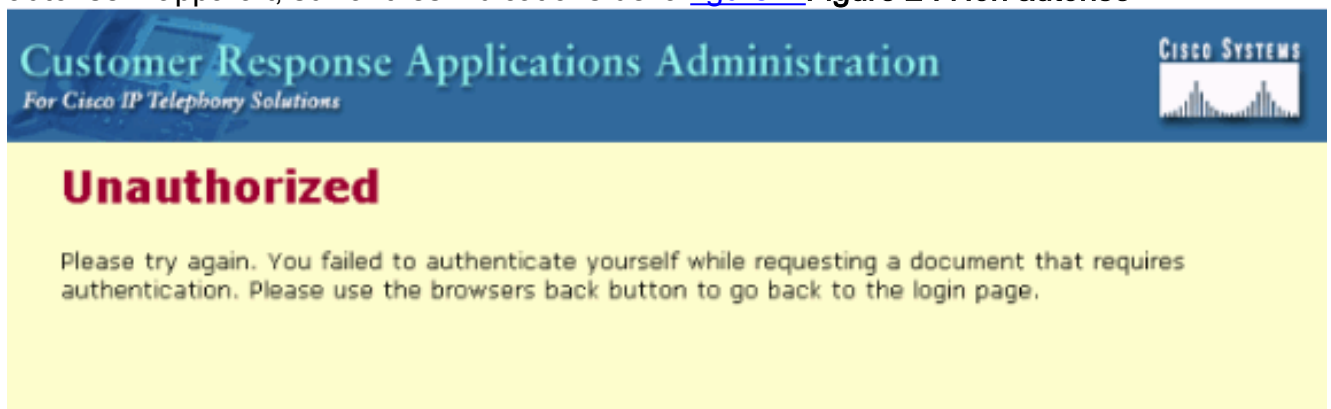 Customer Response Applications Administration
For Cisco IP Telephony Solutions
CISCO SYSTEMS
Unauthorized
Please try again. You failed to authenticate yourself while requesting a document that requires
authentication. Please use the browsers back button to go back to the login page.